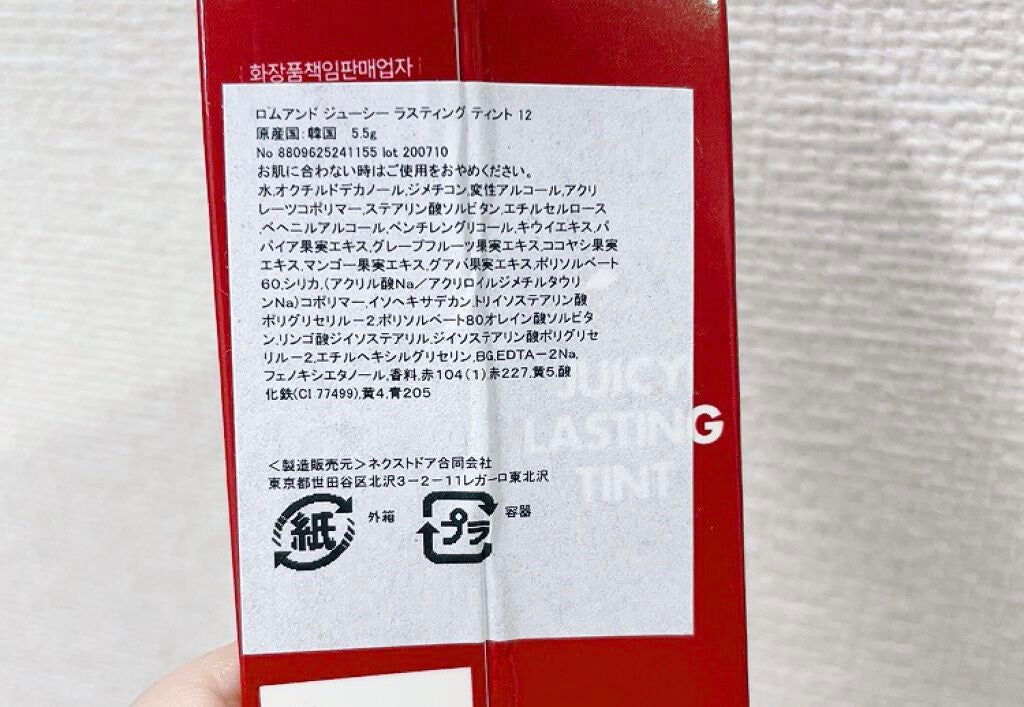 화장품책임판매업자
ロムアンド ジューシー ラスティング ティント 12
原産国:韓国 5.5g
No 8809625241155 lot 200710
お肌に合わない時はご使用をおやめください。
水,オクチルドデカノール,ジメチコン,変性アルコール,アクリ
レーツコポリマー,ステアリン酸ソルビタン,エチルセルロース
ベヘニルアルコール,ペンチレングリコール,キウイエキス,パ
パイア果実エキス,グレープフルーツ果実エキス,ココヤシ果実
エキス,マンゴー果実エキス,グアバ果実エキス,ポリソルベート
60,シリカ,(アクリル酸Na/アクリロイルジメチルタウリ
ンNa)コポリマー,イソヘキサデカン,トリイソステアリン酸
ポリグリセリルー2,ポリソルベート80オレイン酸ソルビタ
ン,リンゴ酸ジイソステアリル,ジイソステアリン酸ポリグリセ
リルー2,エチルヘキシルグリセリン,BG,EDTA-2Na,
フェノキシエタノール,香料,赤104(1)赤227,黄5,酸
化鉄(CI 77499),黄4,青205
JUICY
LASTING
TINT
<製造販売元>ネクストドア合同会社
東京都世田谷区北沢3-2-11レガーロ東北沢
紙 外箱 プラ 容器